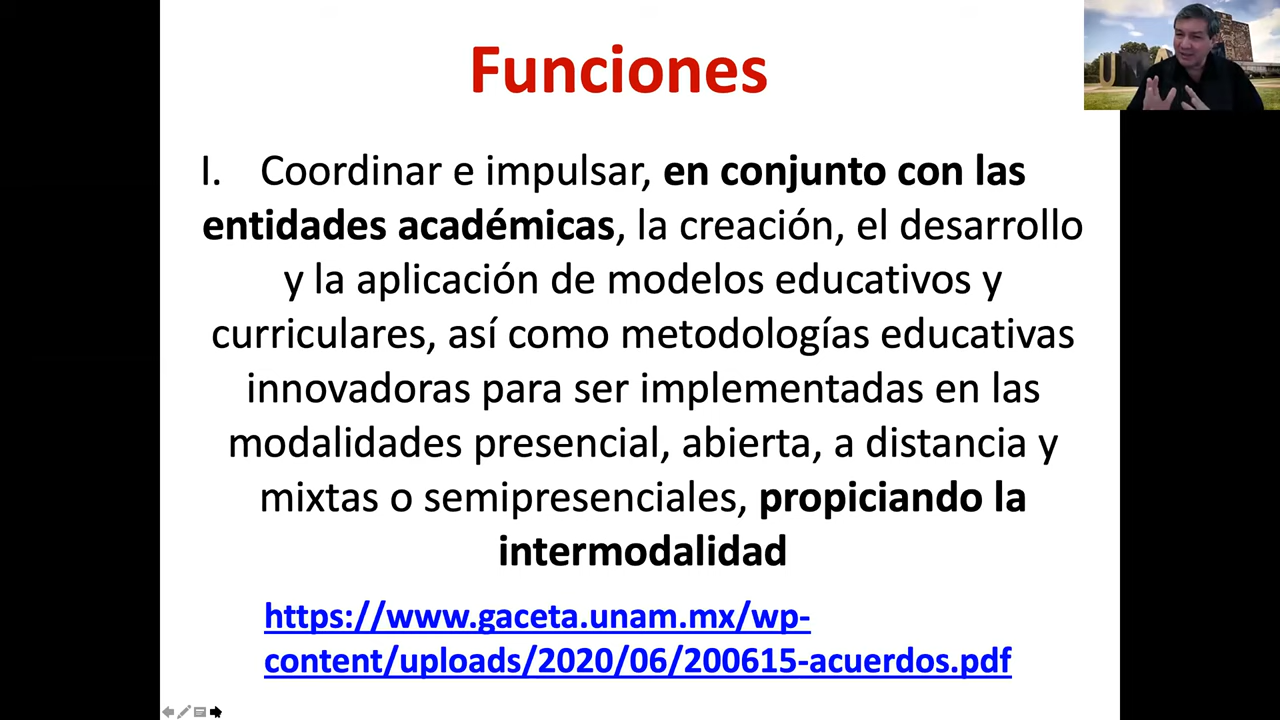 Funciones
I. Coordinar e impulsar, en conjunto con las
entidades académicas, la creación, el desarrollo
y la aplicación de modelos educativos y
curriculares, así como metodologías educativas
innovadoras para ser implementadas en las
modalidades presencial, abierta, a distancia y
mixtas o semipresenciales, propiciando la
intermodalidad
https://www.gaceta.unam.mx/wp-
content/uploads/2020/06/200615-acuerdos.pdf